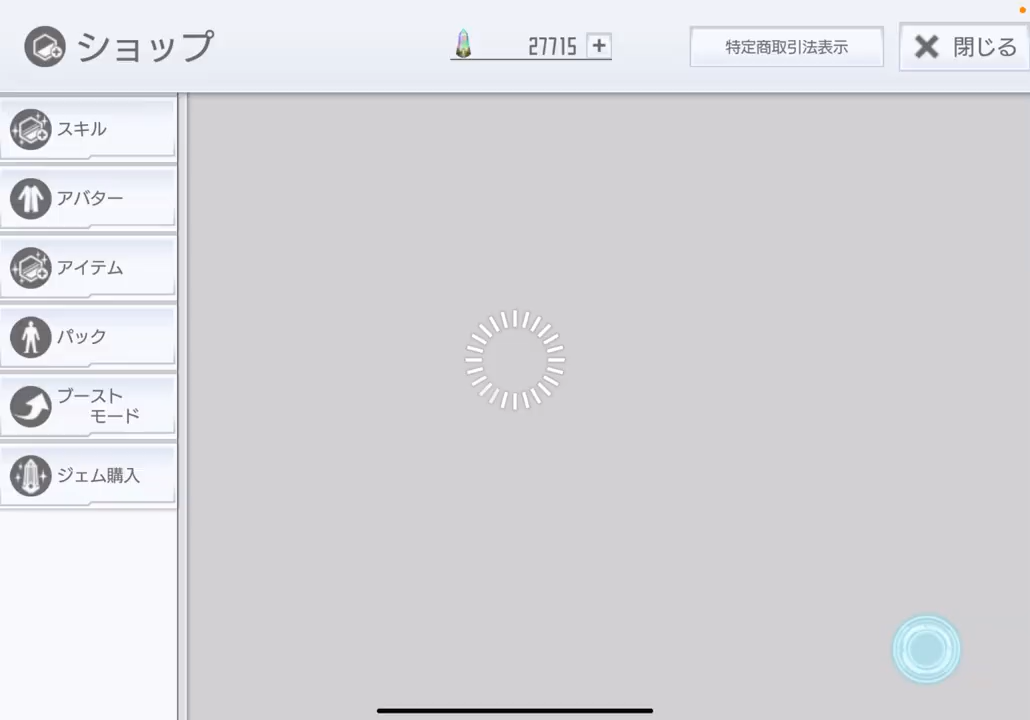 ショップ
27715
特定商取引法表示
閉じる
スキル
アバター
アイテム
パック
ブースト
モード
ジェム購入